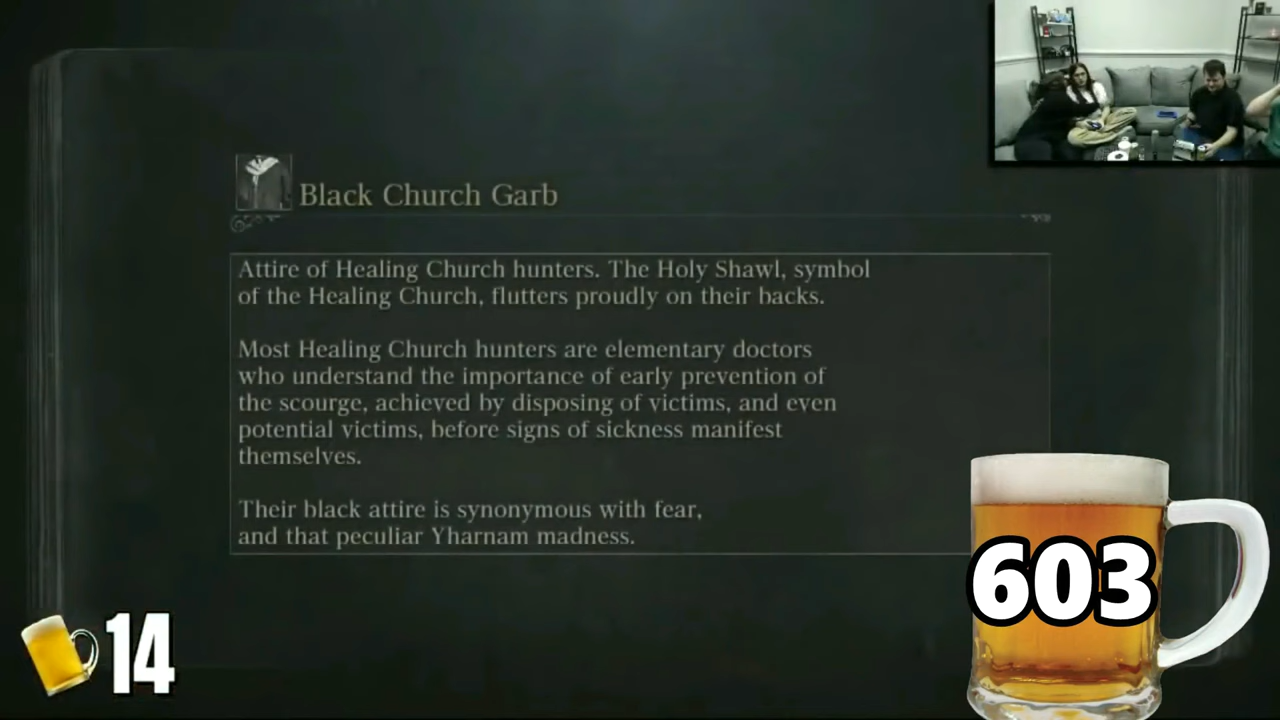 Black Church Garb
Attire of Healing Church hunters. The Holy Shawl, symbol
of the Healing Church, flutters proudly on their backs.
Most Healing Church hunters are elementary doctors
who understand the importance of early prevention of
the scourge, achieved by disposing of victims, and even
potential victims, before signs of sickness manifest
themselves.
Their black attire is synonymous with fear,
and that peculiar Yharnam madness.
603
14